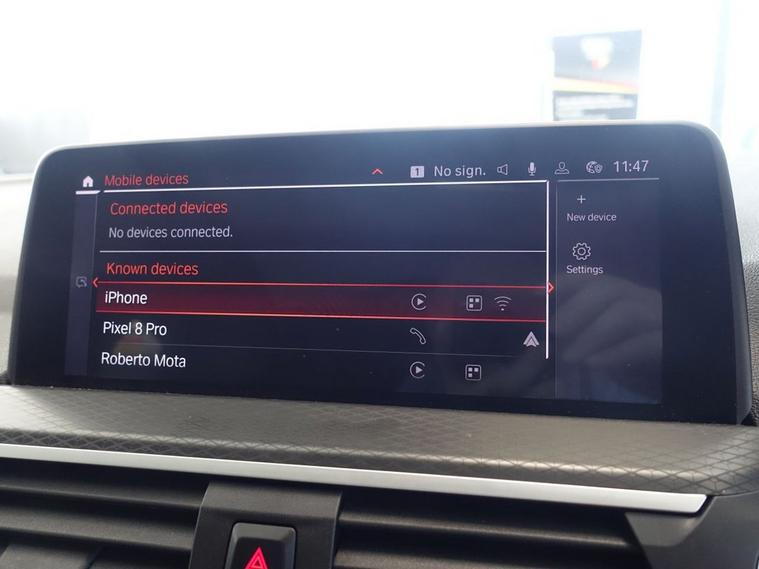 Mobile devices
1 No sign. 11:47
Connected devices
No devices connected.
New device
Settings
Known devices
iPhone
Pixel 8 Pro
Roberto Mota